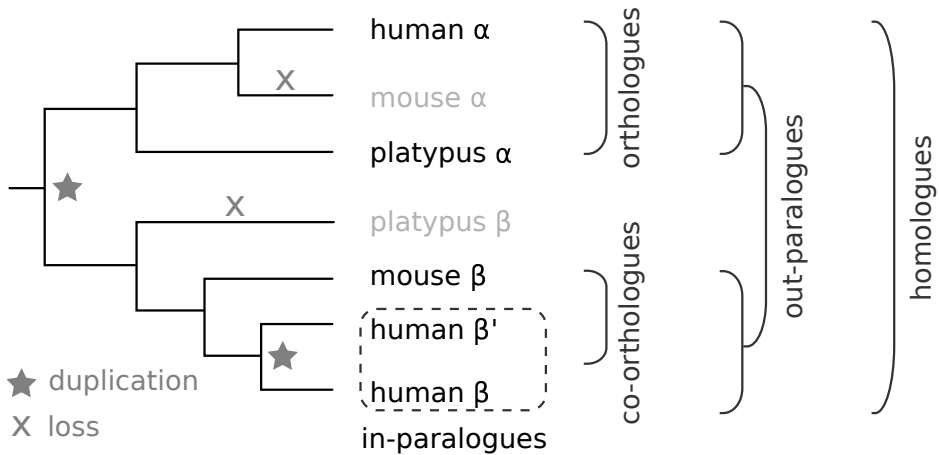 human α
mouse α
platypus α
platypus β
mouse β
human β'
human β
in-paralogues
orthologues
co-orthologues
out-paralogues
homologues
duplication
x loss
x
x